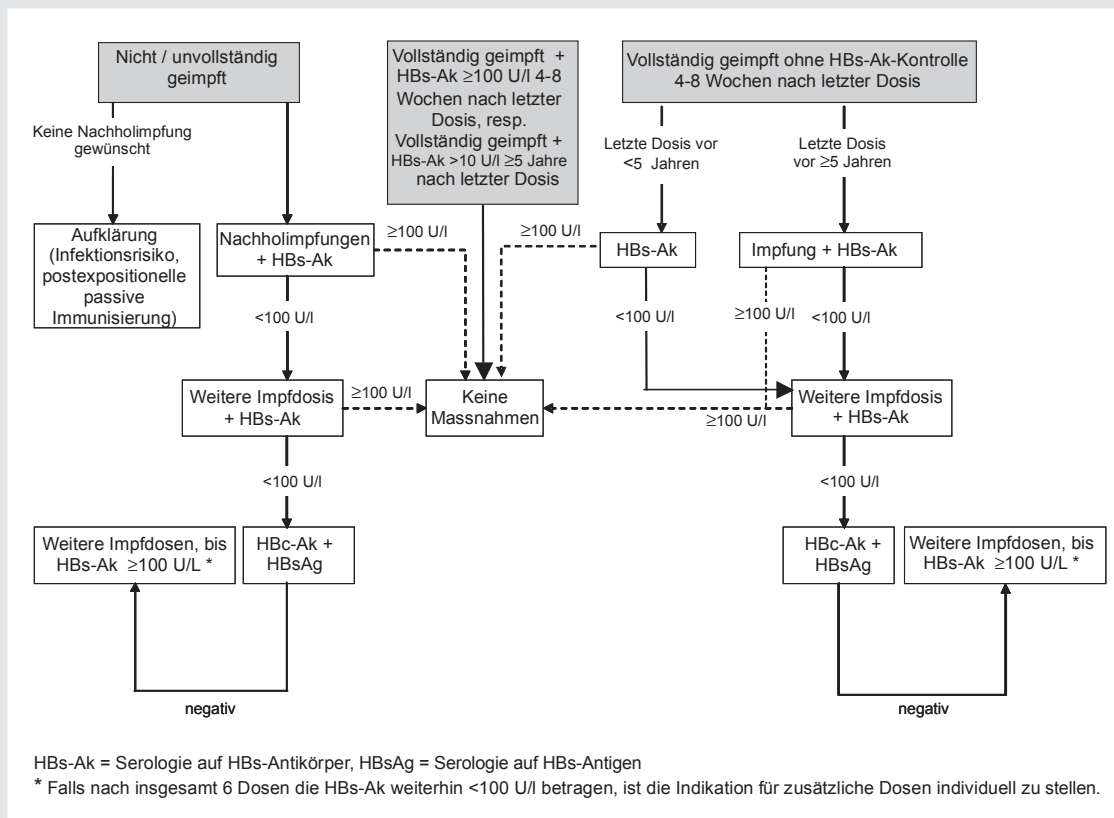 Nicht / unvollständig
geimpft
Vollständig geimpft +
HBs-Ak ≥100 U/l 4-8
Wochen nach letzter
Dosis, resp.
Vollständig geimpft +
HBs-Ak >10 U/l ≥5 Jahre
nach letzter Dosis
Vollständig geimpft ohne HBs-Ak-Kontrolle
4-8 Wochen nach letzter Dosis
Keine Nachholimpfung
gewünscht
Letzte Dosis vor
<5 Jahren
Letzte Dosis
vor ≥5 Jahren
Aufklärung
(Infektionsrisiko,
postexpositionelle
passive
Immunisierung)
Nachholimpfungen
+ HBs-Ak
≥100 U/l
≥100 U/l
HBs-Ak
Impfung + HBs-Ak
<100 U/l
<100 U/l
≥100 U/l
<100 U/l
Weitere Impfdosis
+ HBs-Ak
≥100 U/l
Keine
Massnahmen
≥100 U/l
Weitere Impfdosis
+ HBs-Ak
<100 U/l
<100 U/l
Weitere Impfdosen, bis
HBs-Ak ≥100 U/L *
HBc-Ak +
HBsAg
HBc-Ak +
HBsAg
Weitere Impfdosen, bis
HBs-Ak ≥100 U/L *
negativ
negativ
HBs-Ak = Serologie auf HBs-Antikörper, HBsAg = Serologie auf HBs-Antigen
* Falls nach insgesamt 6 Dosen die HBs-Ak weiterhin <100 U/l betragen, ist die Indikation für zusätzliche Dosen individuell zu stellen.